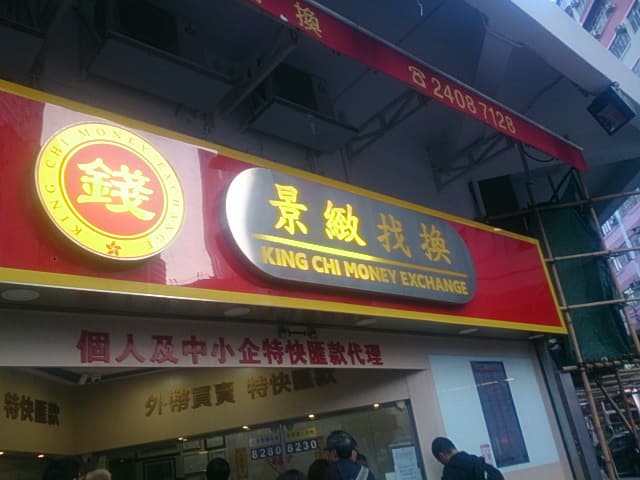 換 ☎2408 7128
KING CHI MONEY EXCHANGE
錢
景緻找換
KING CHI MONEY EXCHANGE
個人及中小企特快匯款代理
特快匯款
外幣買賣 特快匯款
8280 8230